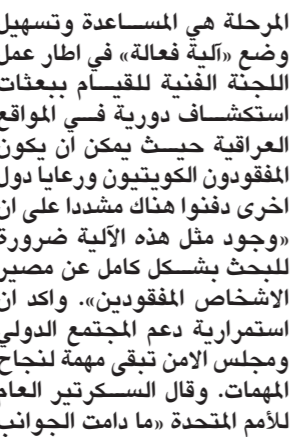 المرحلة هي المساعدة وتسهيل
وضع «آلية فعالة» في اطار عمل
اللجنة الفنية للقيام ببعثات
استكشاف دورية في المواقع
العراقية حيث يمكن ان يكون
المفقودون الكويتيون ورعايا دول
اخرى دفنوا هناك مشددا على ان
«وجود مثل هذه الآلية ضرورة
للبحث بشكل كامل عن مصير
الاشخاص المفقودين». واكد ان
استمرارية دعم المجتمع الدولي
ومجلس الامن تبقى مهمة لنجاح
المهمات. وقال السكرتير العام
للأمم المتحدة «ما دامت الجوانب